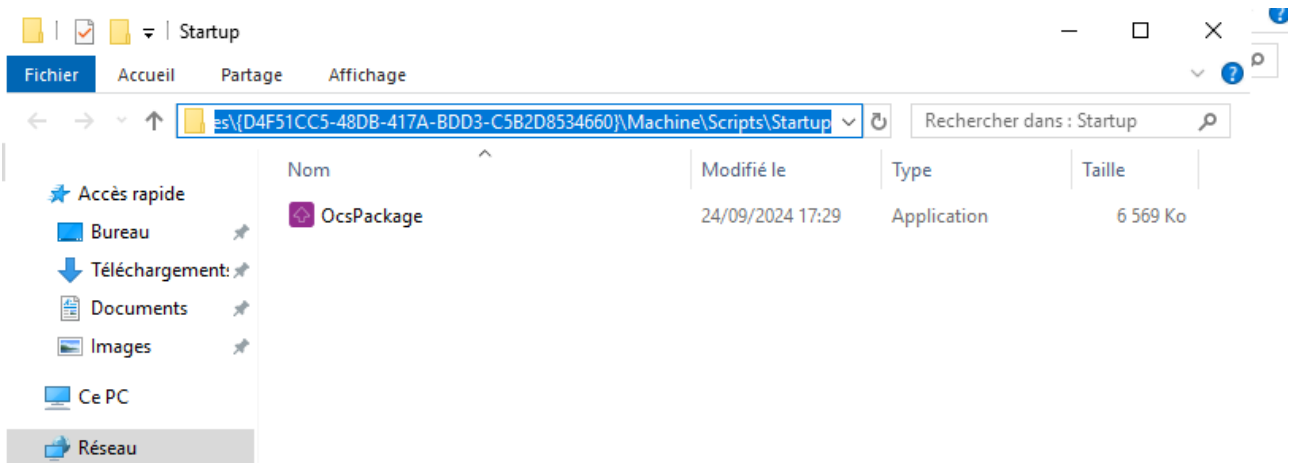 Startup
Fichier Accueil Partage Affichage
es\{D4F51CC5-48DB-417A-BDD3-C5B2D8534660}\Machine\Scripts\Startup Rechercher dans : Startup
Nom Modifié le Type Taille
Accès rapide
OcsPackage 24/09/2024 17:29 Application 6 569 Ko
Bureau
Téléchargement:
Documents
Images
Ce PC
Réseau